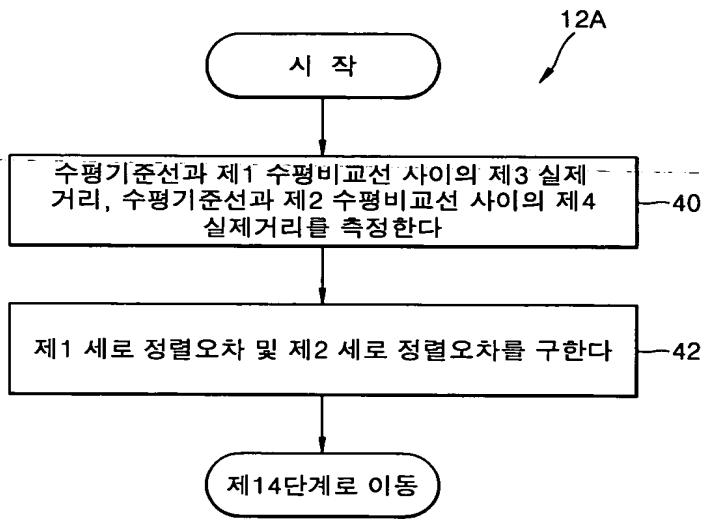 12A
시 작
수평기준선과 제1 수평비교선 사이의 제3 실제
거리, 수평기준선과 제2 수평비교선 사이의 제4
실제거리를 측정한다
40
제1 세로 정렬오차 및 제2 세로 정렬오차를 구한다
42
제14단계로 이동